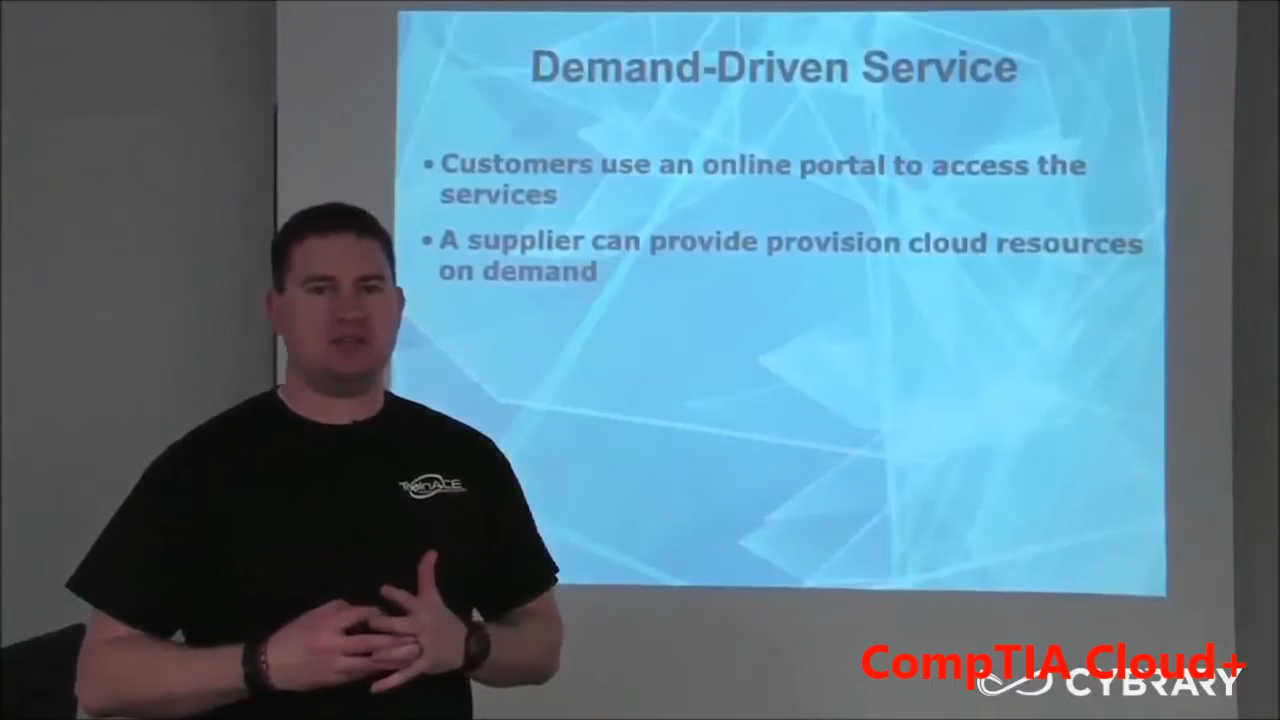 Demand-Driven Service
• Customers use an online portal to access the
services
• A supplier can provide provision cloud resources
on demand
TrainACE
CompTIA Cloud+
CYBRARY